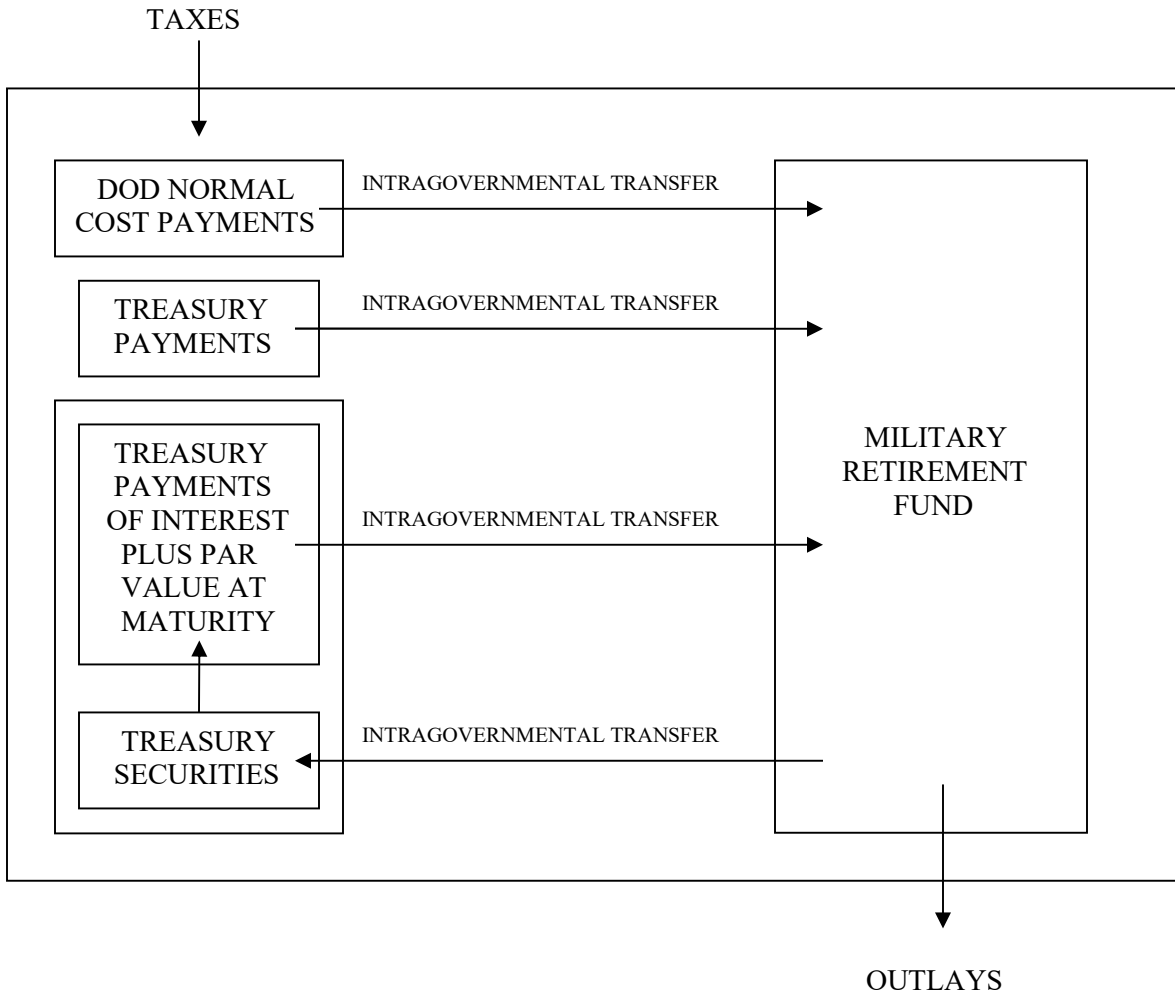 TAXES
DOD NORMAL
COST PAYMENTS
INTRAGOVERNMENTAL TRANSFER
TREASURY
PAYMENTS
INTRAGOVERNMENTAL TRANSFER
TREASURY
PAYMENTS
OF INTEREST
PLUS PAR
VALUE AT
MATURITY
INTRAGOVERNMENTAL TRANSFER
MILITARY
RETIREMENT
FUND
TREASURY
SECURITIES
INTRAGOVERNMENTAL TRANSFER
OUTLAYS